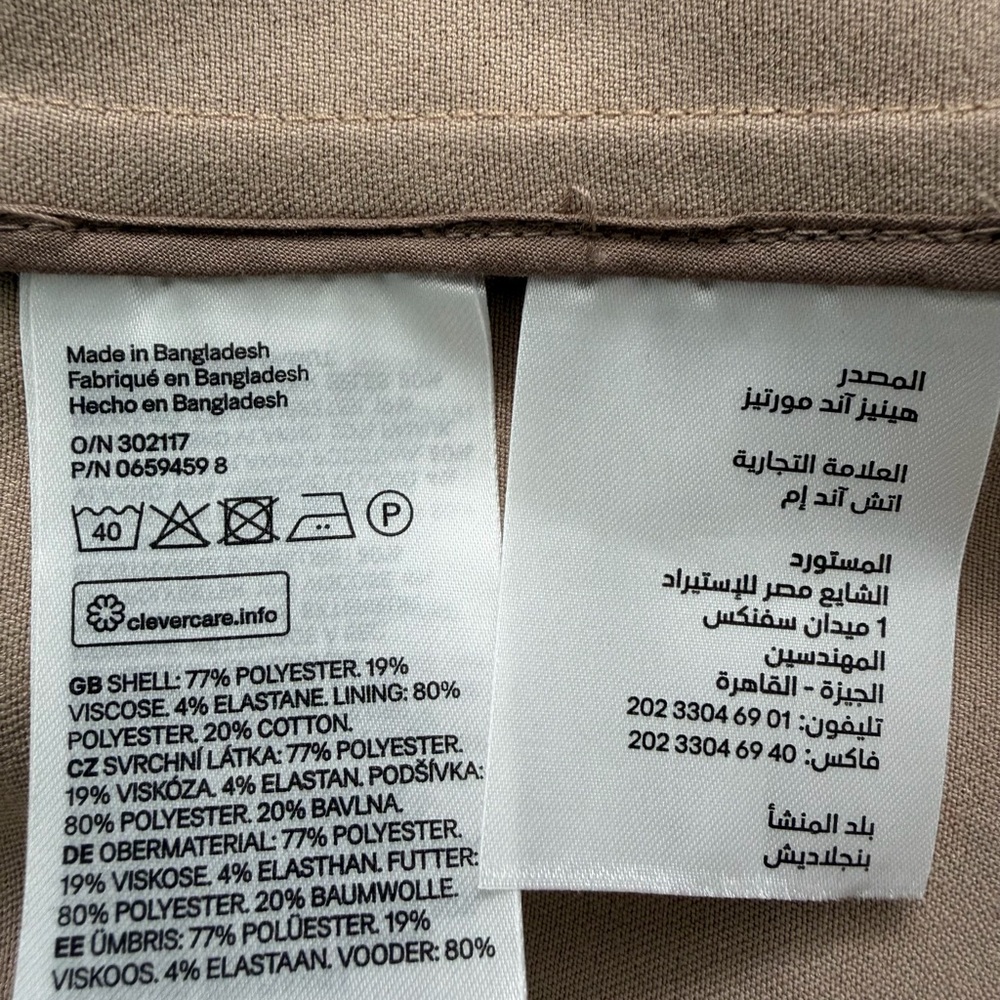 Made in Bangladesh
Fabriqué en Bangladesh
Hecho en Bangladesh
O/N 302117
P/N 0659459 8
40
P
clevercare.info
GB SHELL: 77% POLYESTER. 19%
VISCOSE. 4% ELASTANE. LINING: 80%
POLYESTER. 20% COTTON.
CZ SVRCHNÍ LÁTKA: 77% POLYESTER.
19% VISKÓZA. 4% ELASTAN. PODŠÍVKA:
80% POLYESTER. 20% BAVLNA.
DE OBERMATERIAL: 77% POLYESTER.
19% VISKOSE. 4% ELASTHAN. FUTTER:
80% POLYESTER. 20% BAUMWOLLE.
EE ÜMBRIS: 77% POLÜESTER. 19%
VISKOOS. 4% ELASTAAN. VOODER: 80%
المصدر
هينيز آند مورتيز
العلامة التجارية
اتش آند إم
المستورد
الشايع مصر للإستيراد
1 ميدان سفنكس
المهندسين
الجيزة - القاهرة
تليفون: 01 69 3304 202
فاكس: 40 69 3304 202
بلد المنشأ
بنجلاديش